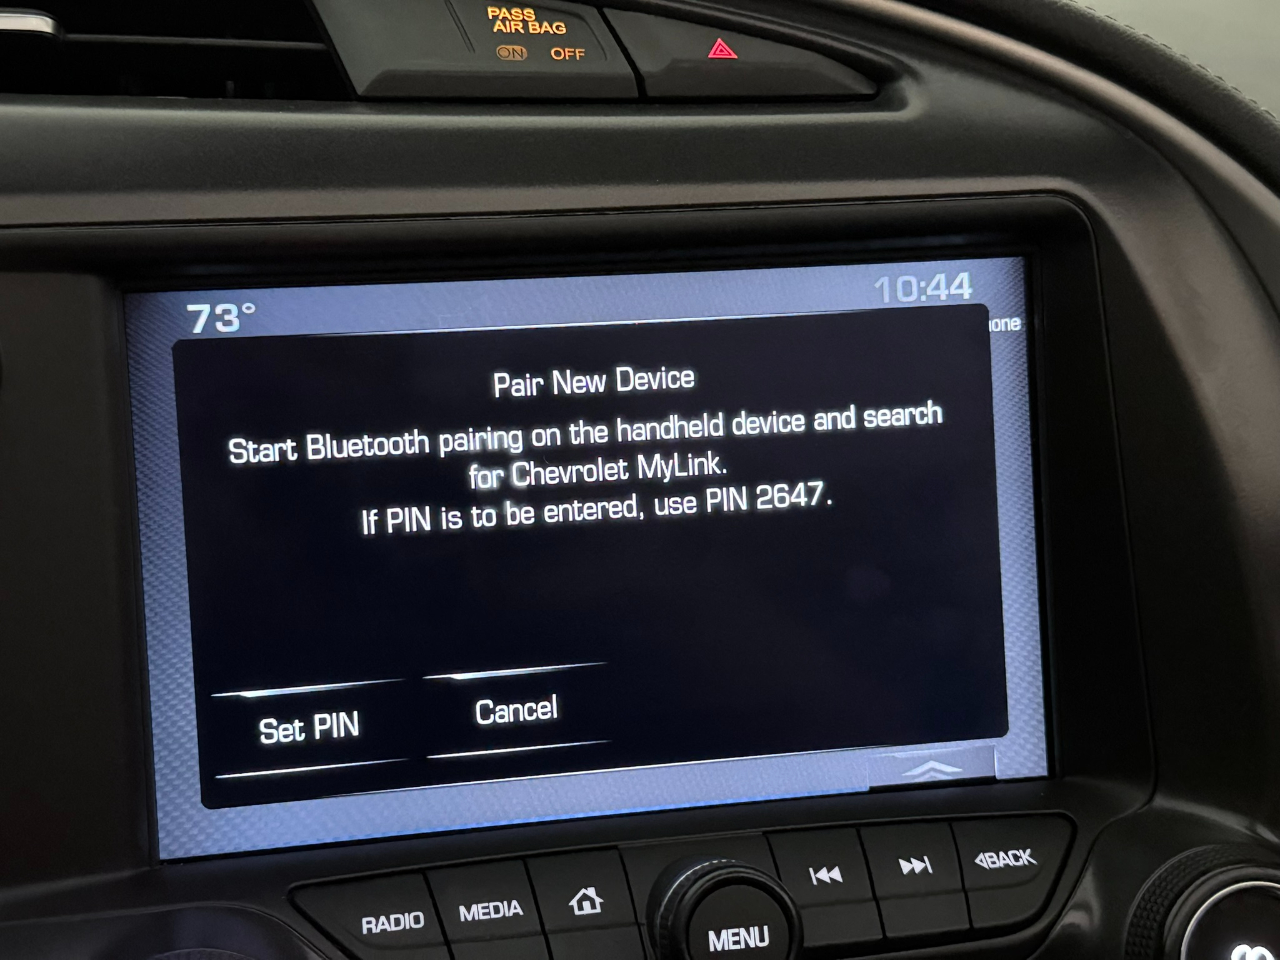 PASS
AIR BAG
ON OFF
73°
10:44
Pair New Device
Start Bluetooth pairing on the handheld device and search
for Chevrolet MyLink.
If PIN is to be entered, use PIN 2647.
Set PIN
Cancel
RADIO
MEDIA
MENU
BACK